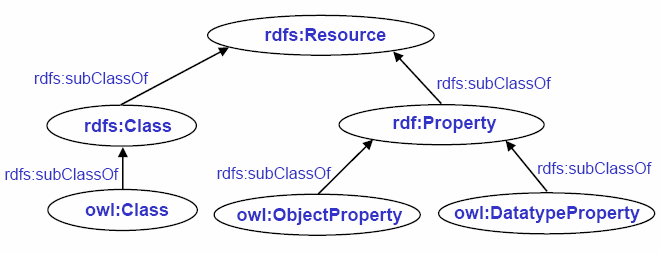 rdfs:Resource
rdfs:subClassOf
rdfs:subClassOf
rdfs:Class
rdf:Property
rdfs:subClassOf
rdfs:subClassOf
rdfs:subClassOf
owl:Class
owl:ObjectProperty
owl:DatatypeProperty